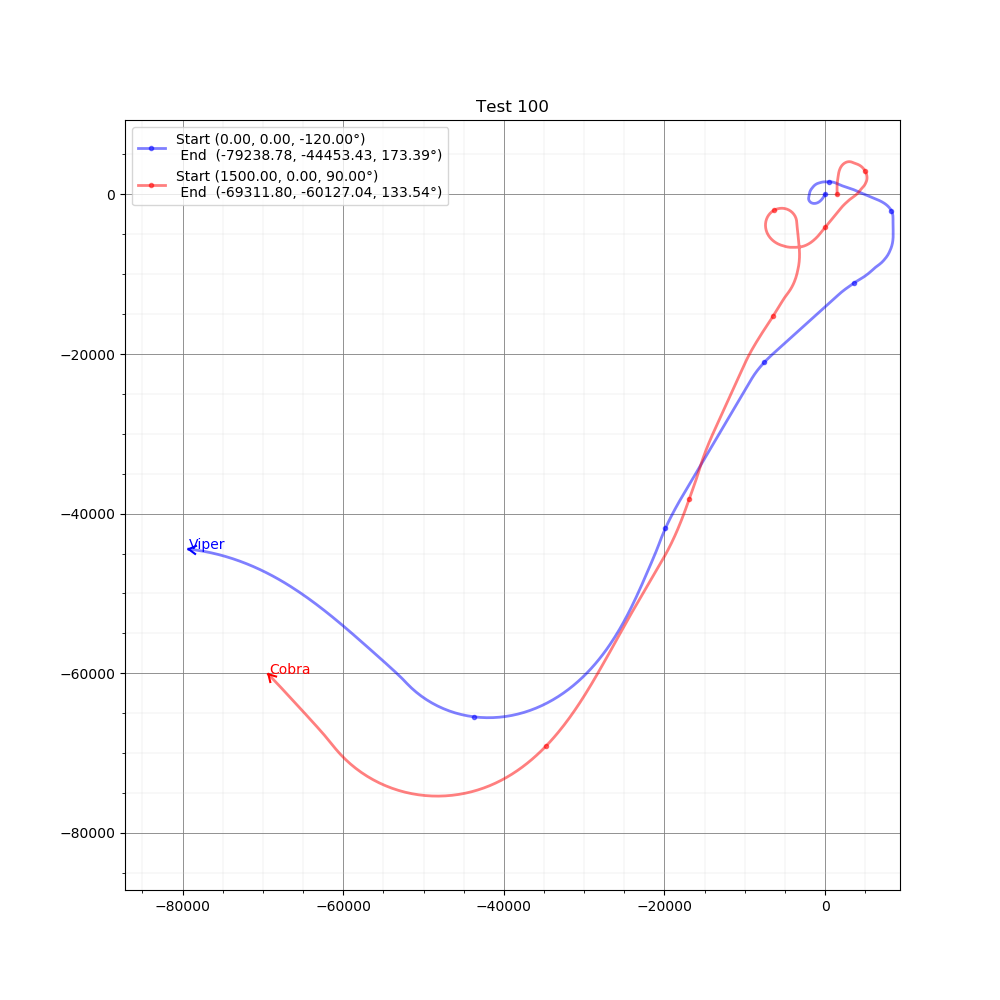 Test 100
Start (0.00, 0.00, -120.00°)
End (-79238.78, -44453.43, 173.39°)
Start (1500.00, 0.00, 90.00°)
End (-69311.80, -60127.04, 133.54°)
0
−20000
−40000
−60000
−80000
Viper
Cobra
−80000 −60000 −40000 −20000 0